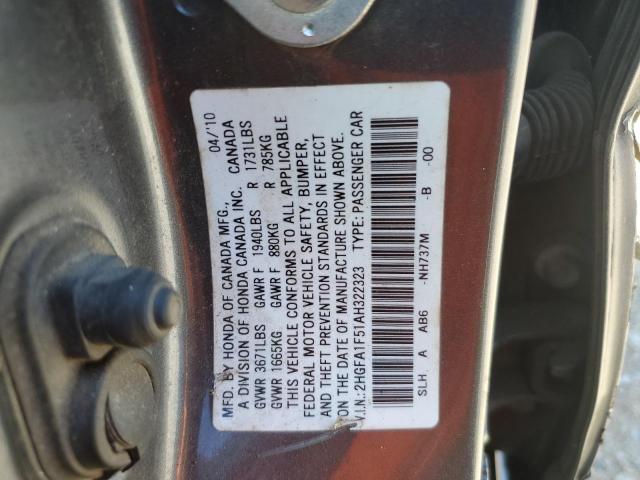 MFD. BY HONDA OF CANADA MFG., 04/'10
A DIVISION OF HONDA CANADA INC. CANADA
GVWR 3671LBS GAWR F 1940LBS R 1731LBS
GVWR 1665KG GAWR F 880KG R 785KG
THIS VEHICLE CONFORMS TO ALL APPLICABLE
FEDERAL MOTOR VEHICLE SAFETY, BUMPER,
AND THEFT PREVENTION STANDARDS IN EFFECT
ON THE DATE OF MANUFACTURE SHOWN ABOVE.
V.I.N.: 2HGFA1F51AH322323 TYPE: PASSENGER CAR
SLH A AB6 -NH737M -B -00